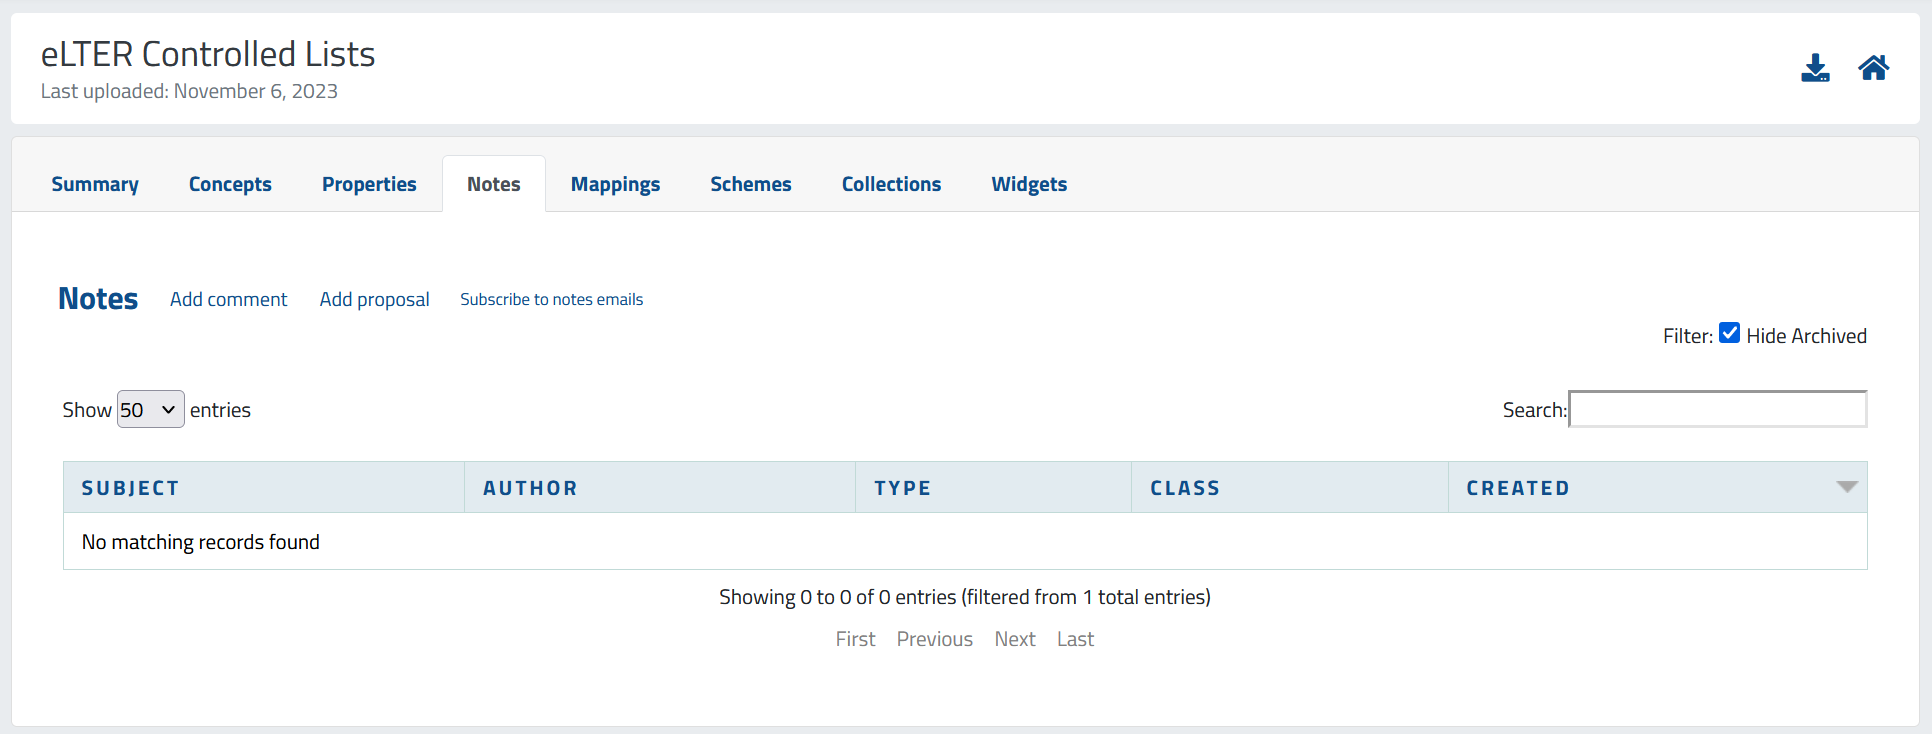 eLTER Controlled Lists
Last uploaded: November 6, 2023
Summary Concepts Properties Notes Mappings Schemes Collections Widgets
Notes Add comment Add proposal Subscribe to notes emails
Filter: Hide Archived
Show 50 entries Search:
SUBJECT AUTHOR TYPE CLASS CREATED
No matching records found
Showing 0 to 0 of 0 entries (filtered from 1 total entries)
First Previous Next Last